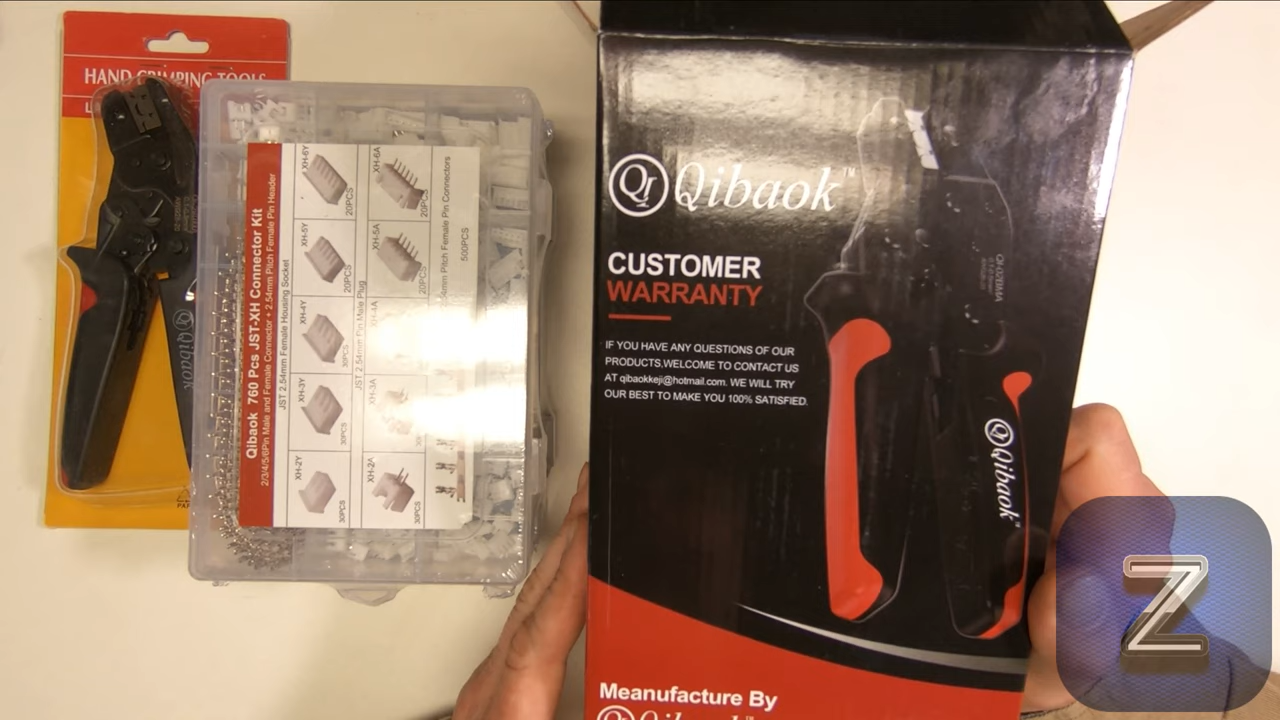 HAND CRIMPING TOOLS
Qibaok 760 Pcs JST-XH Connector Kit
2/3/4/5/6Pin Male and Female Connector + 2.54mm Pitch Female Pin Header
JST 2.54mm Female Housing Socket
XH-6Y
20PCS
XH-5Y
20PCS
XH-4Y
30PCS
XH-3Y
30PCS
XH-2Y
30PCS
JST 2.54mm Pin Male Plug
XH-6A
20PCS
XH-5A
20PCS
XH-4A
XH-3A
XH-2A
30PCS
Pitch Female Pin Connectors
500PCS
Qibaok
Qibaok™
CUSTOMER
WARRANTY
IF YOU HAVE ANY QUESTIONS OF OUR
PRODUCTS,WELCOME TO CONTACT US
AT qibaokkeji@hotmail.com. WE WILL TRY
OUR BEST TO MAKE YOU 100% SATISFIED.
Qibaok™
Meanufacture By
Qibaok™
Z